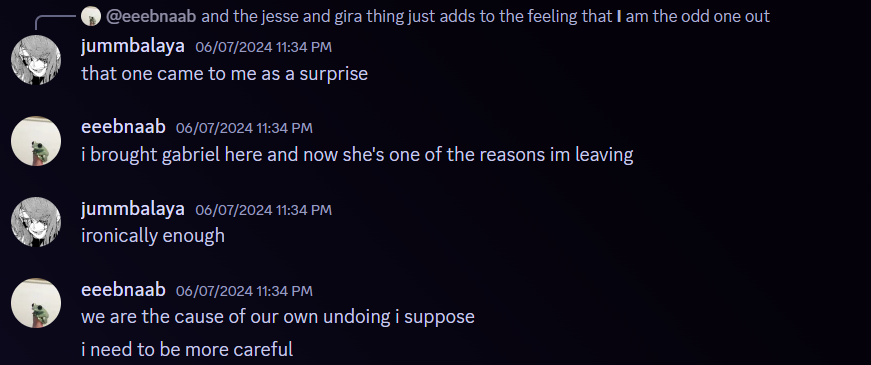 @eeebnaab and the jesse and gira thing just adds to the feeling that I am the odd one out
jummbalaya 06/07/2024 11:34 PM
that one came to me as a surprise
eeebnaab 06/07/2024 11:34 PM
i brought gabriel here and now she's one of the reasons im leaving
jummbalaya 06/07/2024 11:34 PM
ironically enough
eeebnaab 06/07/2024 11:34 PM
we are the cause of our own undoing i suppose
i need to be more careful